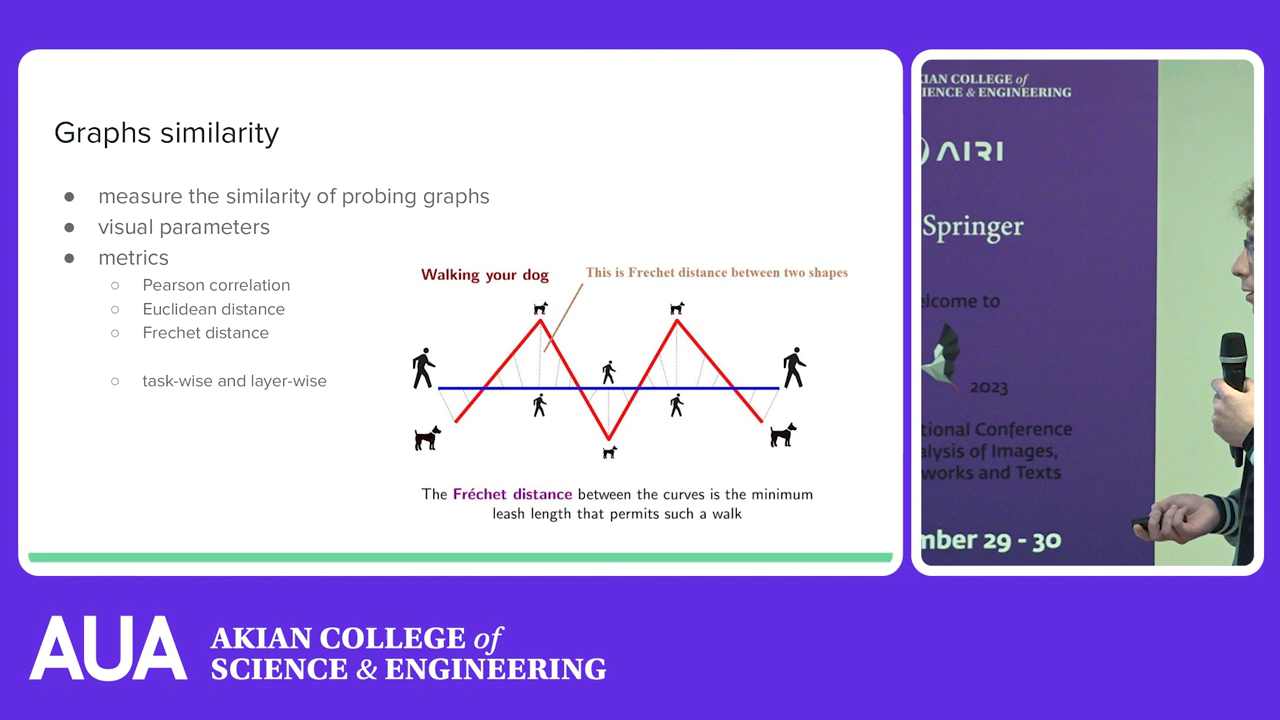 Graphs similarity
● measure the similarity of probing graphs
● visual parameters
● metrics
○ Pearson correlation
○ Euclidean distance
○ Frechet distance
○ task-wise and layer-wise
Walking your dog
This is Frechet distance between two shapes
The Fréchet distance between the curves is the minimum
leash length that permits such a walk
KIAN COLLEGE of
IENCE & ENGINEERING
AIRI
Springer
elcome to
2023
tional Conference
alysis of Images,
works and Texts
mber 29 - 30
AUA
AKIAN COLLEGE of
SCIENCE & ENGINEERING